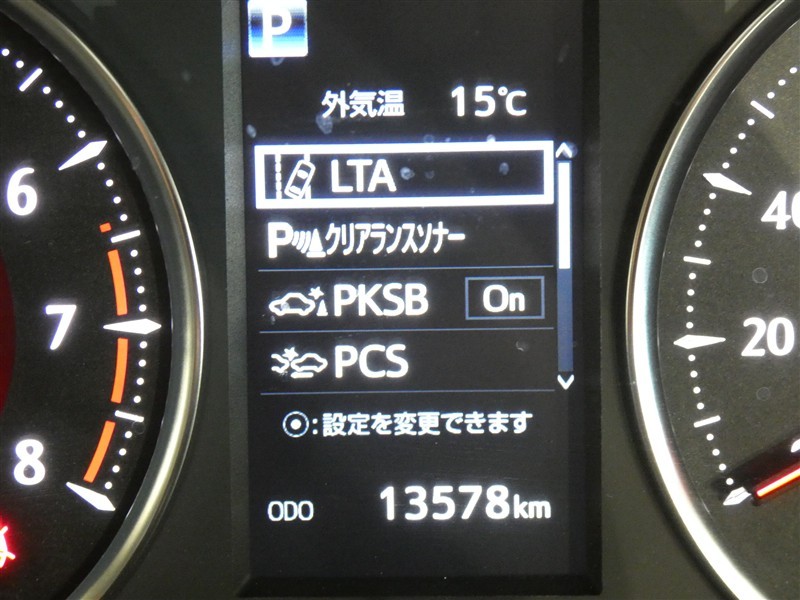 P
外気温 15℃
LTA
Pクリアランスソナー
PKSB On
PCS
⦿:設定を変更できます
ODO 13578km
6
7
8
40
20